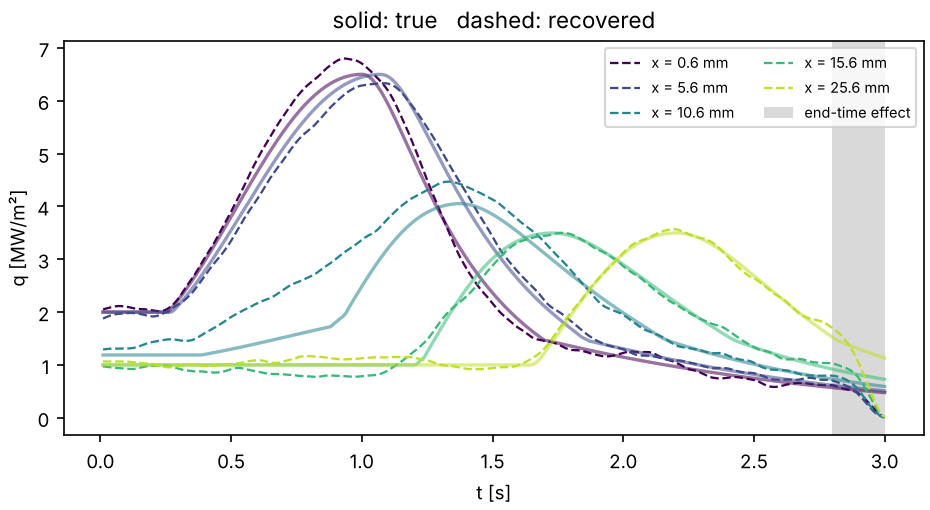 solid: true   dashed: recovered
q [MW/m²]
7
6
5
4
3
2
1
0
x = 0.6 mm
x = 5.6 mm
x = 10.6 mm
x = 15.6 mm
x = 25.6 mm
end-time effect
0.0 0.5 1.0 1.5 2.0 2.5 3.0
t [s]